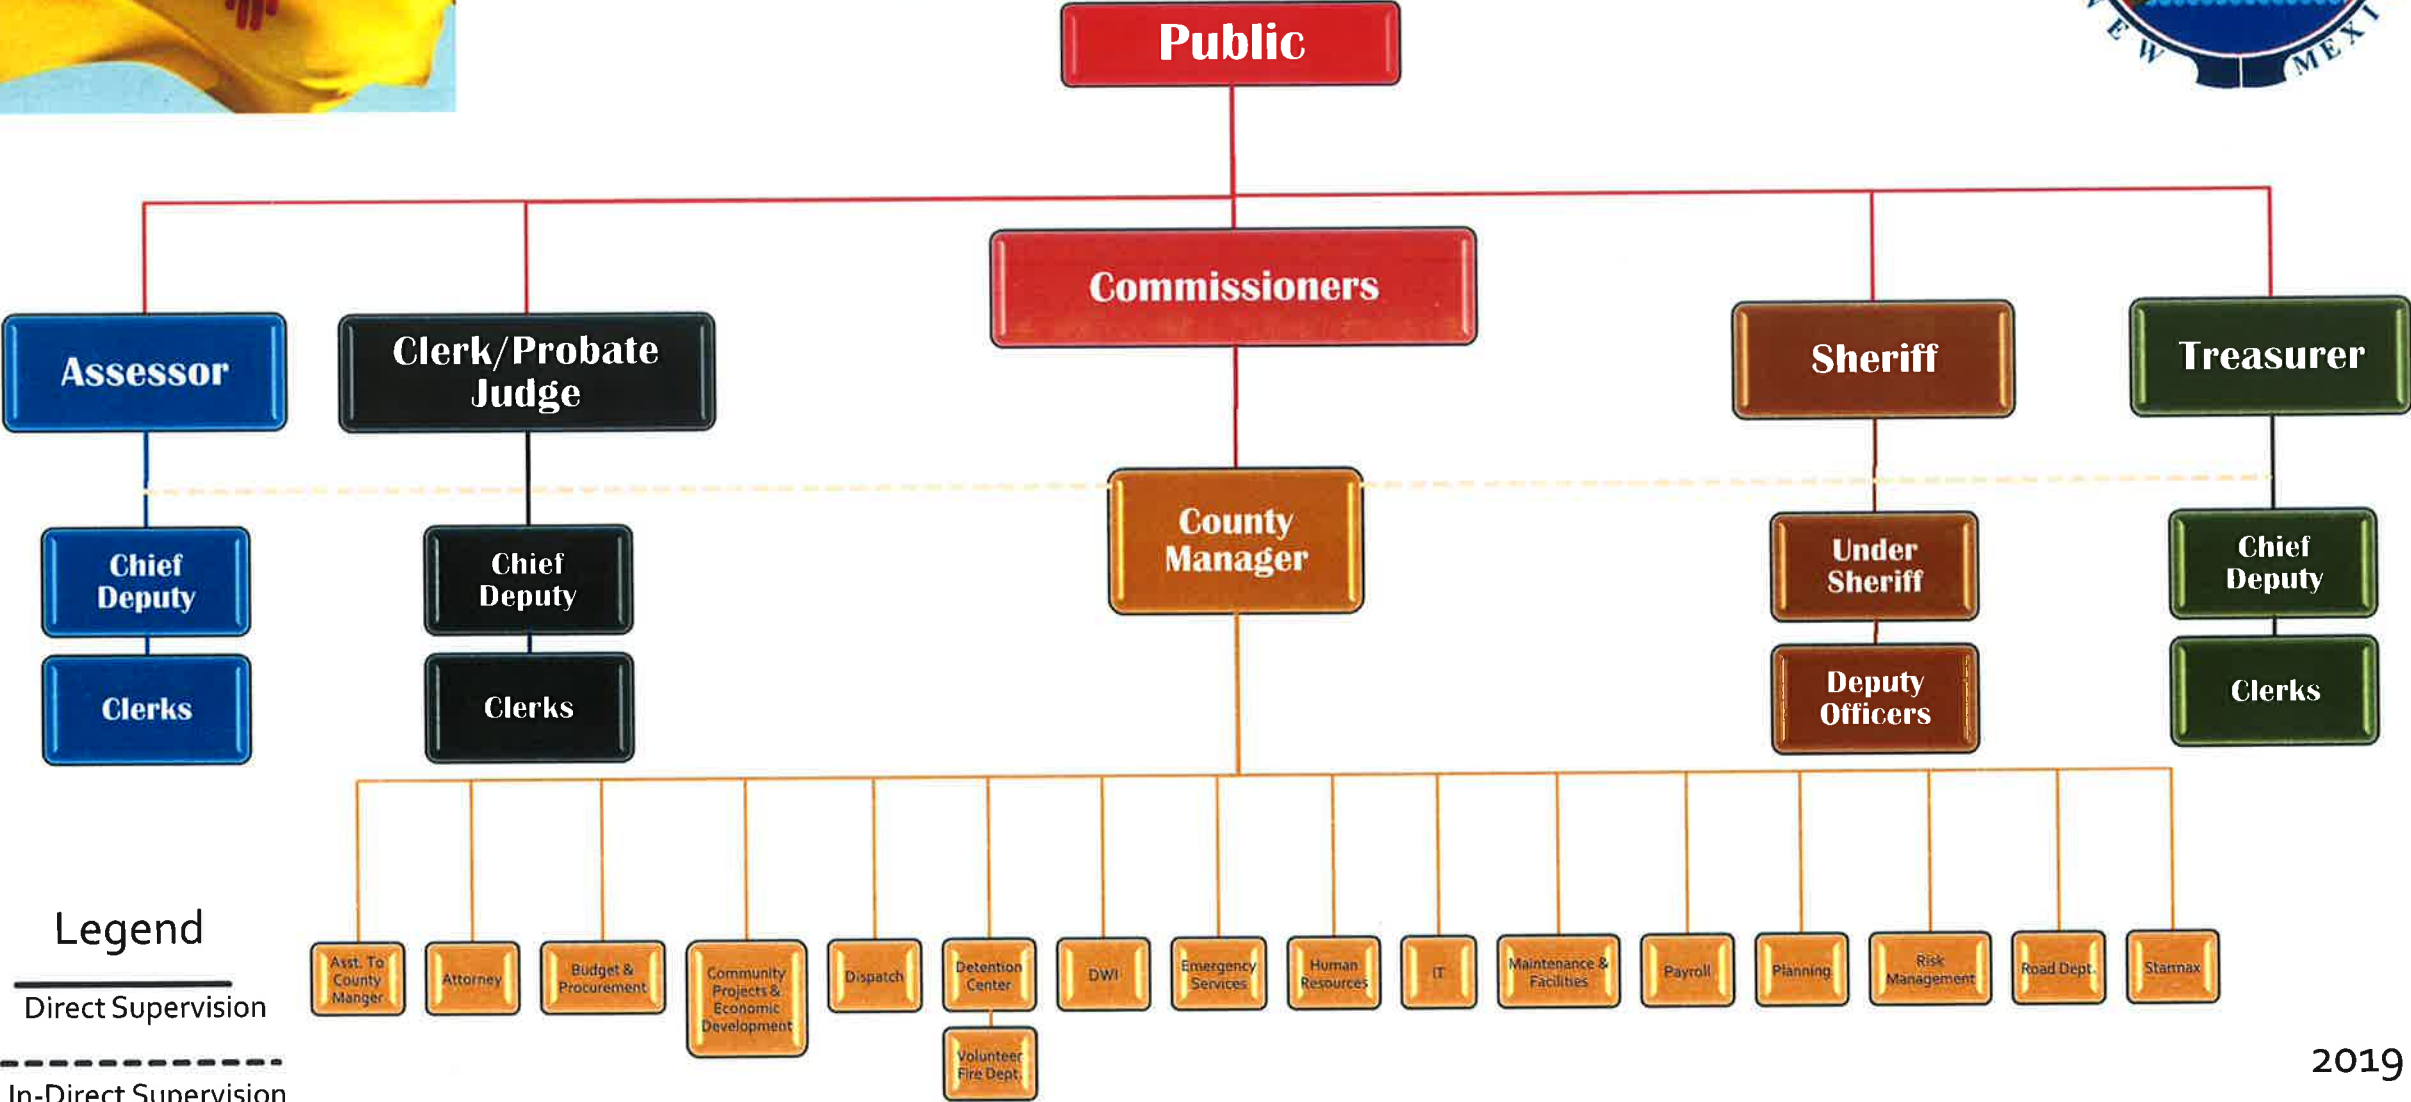 NEW MEXI
Public
Commissioners
Assessor
Clerk/Probate
Judge
Sheriff
Treasurer
County
Manager
Chief
Deputy
Chief
Deputy
Under
Sheriff
Chief
Deputy
Clerks
Clerks
Deputy
Officers
Clerks
Asst. To
County
Manger
Attorney
Budget &
Procurement
Community
Projects &
Economic
Development
Dispatch
Detention
Center
DWI
Emergency
Services
Human
Resources
IT
Maintenance &
Facilities
Payroll
Planning
Risk
Management
Road Dept.
Starmax
Volunteer
Fire Dept.
Legend
Direct Supervision
In-Direct Supervision
2019